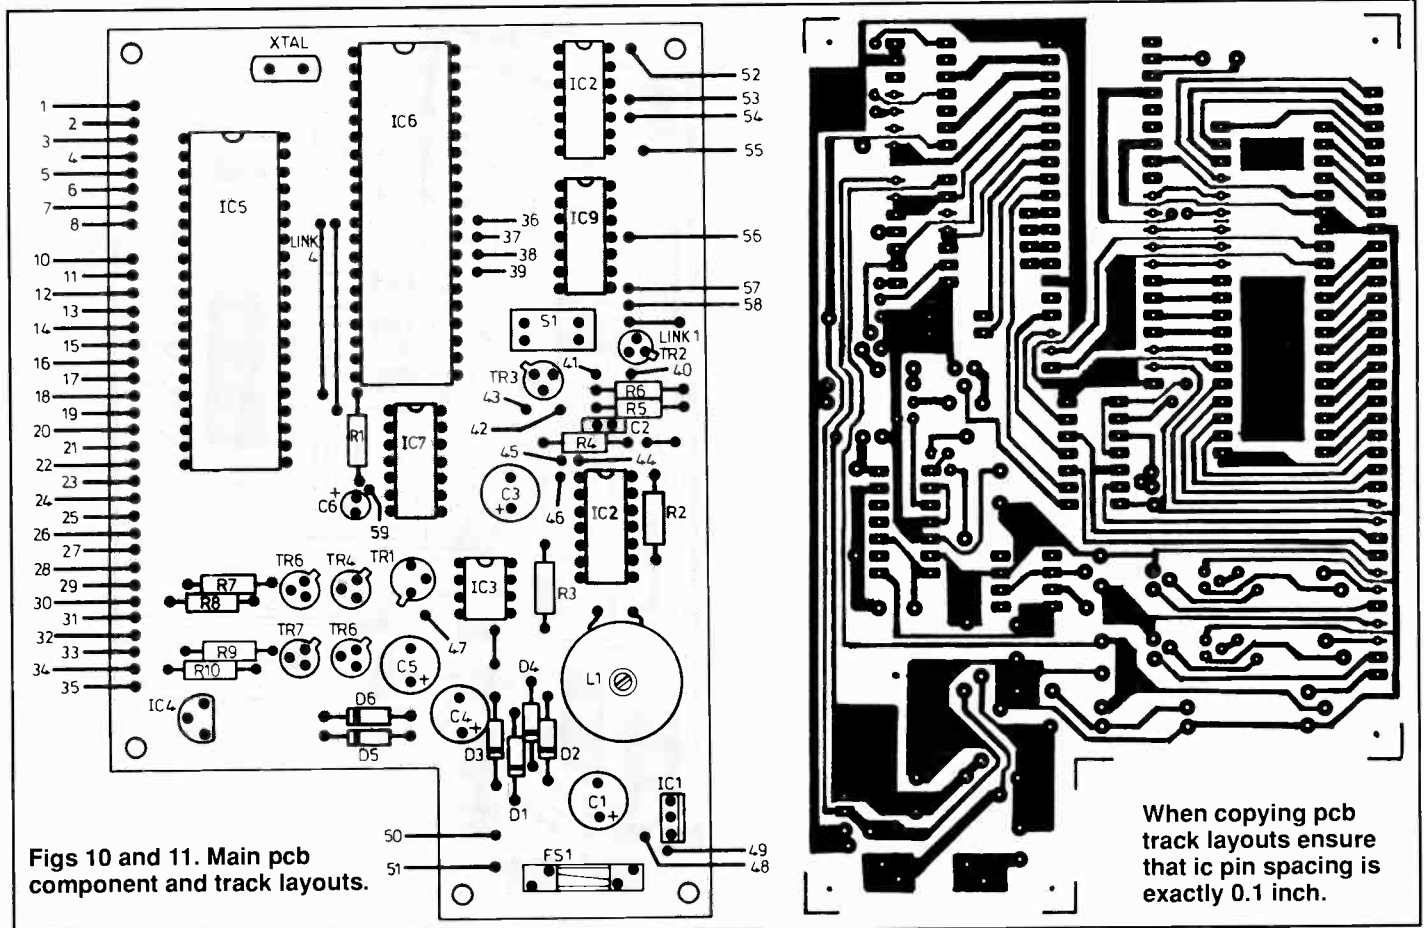 XTAL
IC6
IC2
52
53
54
55
1
2
3
4
5
6
7
8
IC5
LINK
4
36
37
38
39
IC9
56
57
58
10
11
12
13
14
15
16
17
18
19
20
21
22
23
24
25
26
27
28
29
30
31
32
33
34
35
S1
LINK 1
TR2
TR3
41
40
43
R6
R5
42
C2
R4
R1
IC7
45
44
C3
+
46
IC2
R2
+
C6
59
TR6
TR4
TR1
IC3
R3
R7
R8
47
TR7
TR6
C5
+
R9
R10
D4
L1
IC4
D6
D5
C4
+
D3
D2
D1
C1
+
IC1
50
51
FS1
49
48
Figs 10 and 11. Main pcb
component and track layouts.
When copying pcb
track layouts ensure
that ic pin spacing is
exactly 0.1 inch.